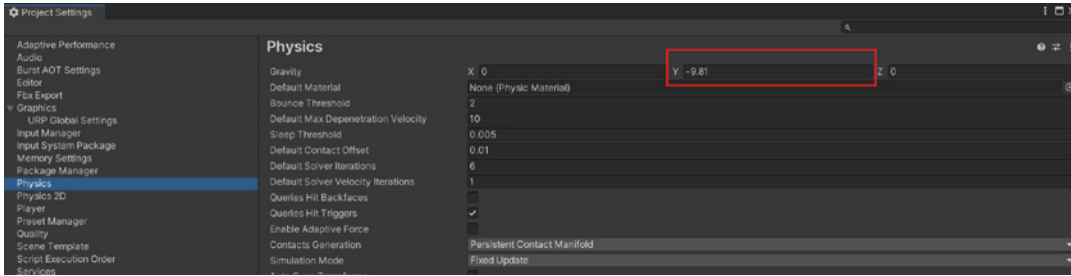 Project Settings
Adaptive Performance
Audio
Burst AOT Settings
Editor
Fbx Export
Graphics
URP Global Settings
Input Manager
Input System Package
Memory Settings
Package Manager
Physics
Physics 2D
Player
Preset Manager
Quality
Scene Template
Script Execution Order
Services
Physics
Gravity X 0 Y -9.81 Z 0
Default Material None (Physic Material)
Bounce Threshold 2
Default Max Depenetration Velocity 10
Sleep Threshold 0.005
Default Contact Offset 0.01
Default Solver Iterations 6
Default Solver Velocity Iterations 1
Queries Hit Backfaces
Queries Hit Triggers
Enable Adaptive Force
Contacts Generation Persistent Contact Manifold
Simulation Mode Fixed Update